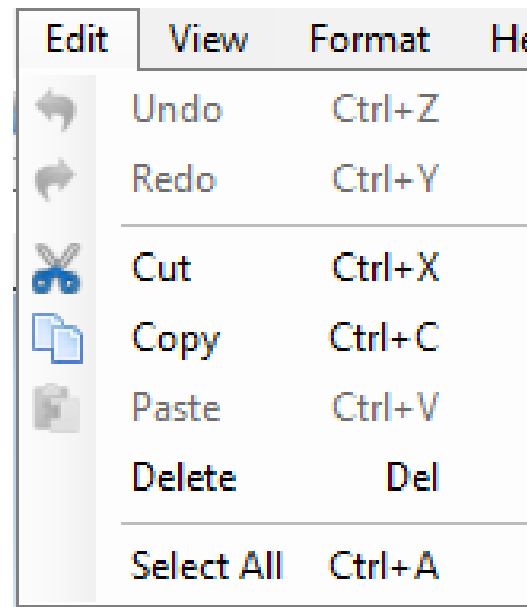 Edit View Format He
Undo Ctrl+Z
Redo Ctrl+Y
Cut Ctrl+X
Copy Ctrl+C
Paste Ctrl+V
Delete Del
Select All Ctrl+A